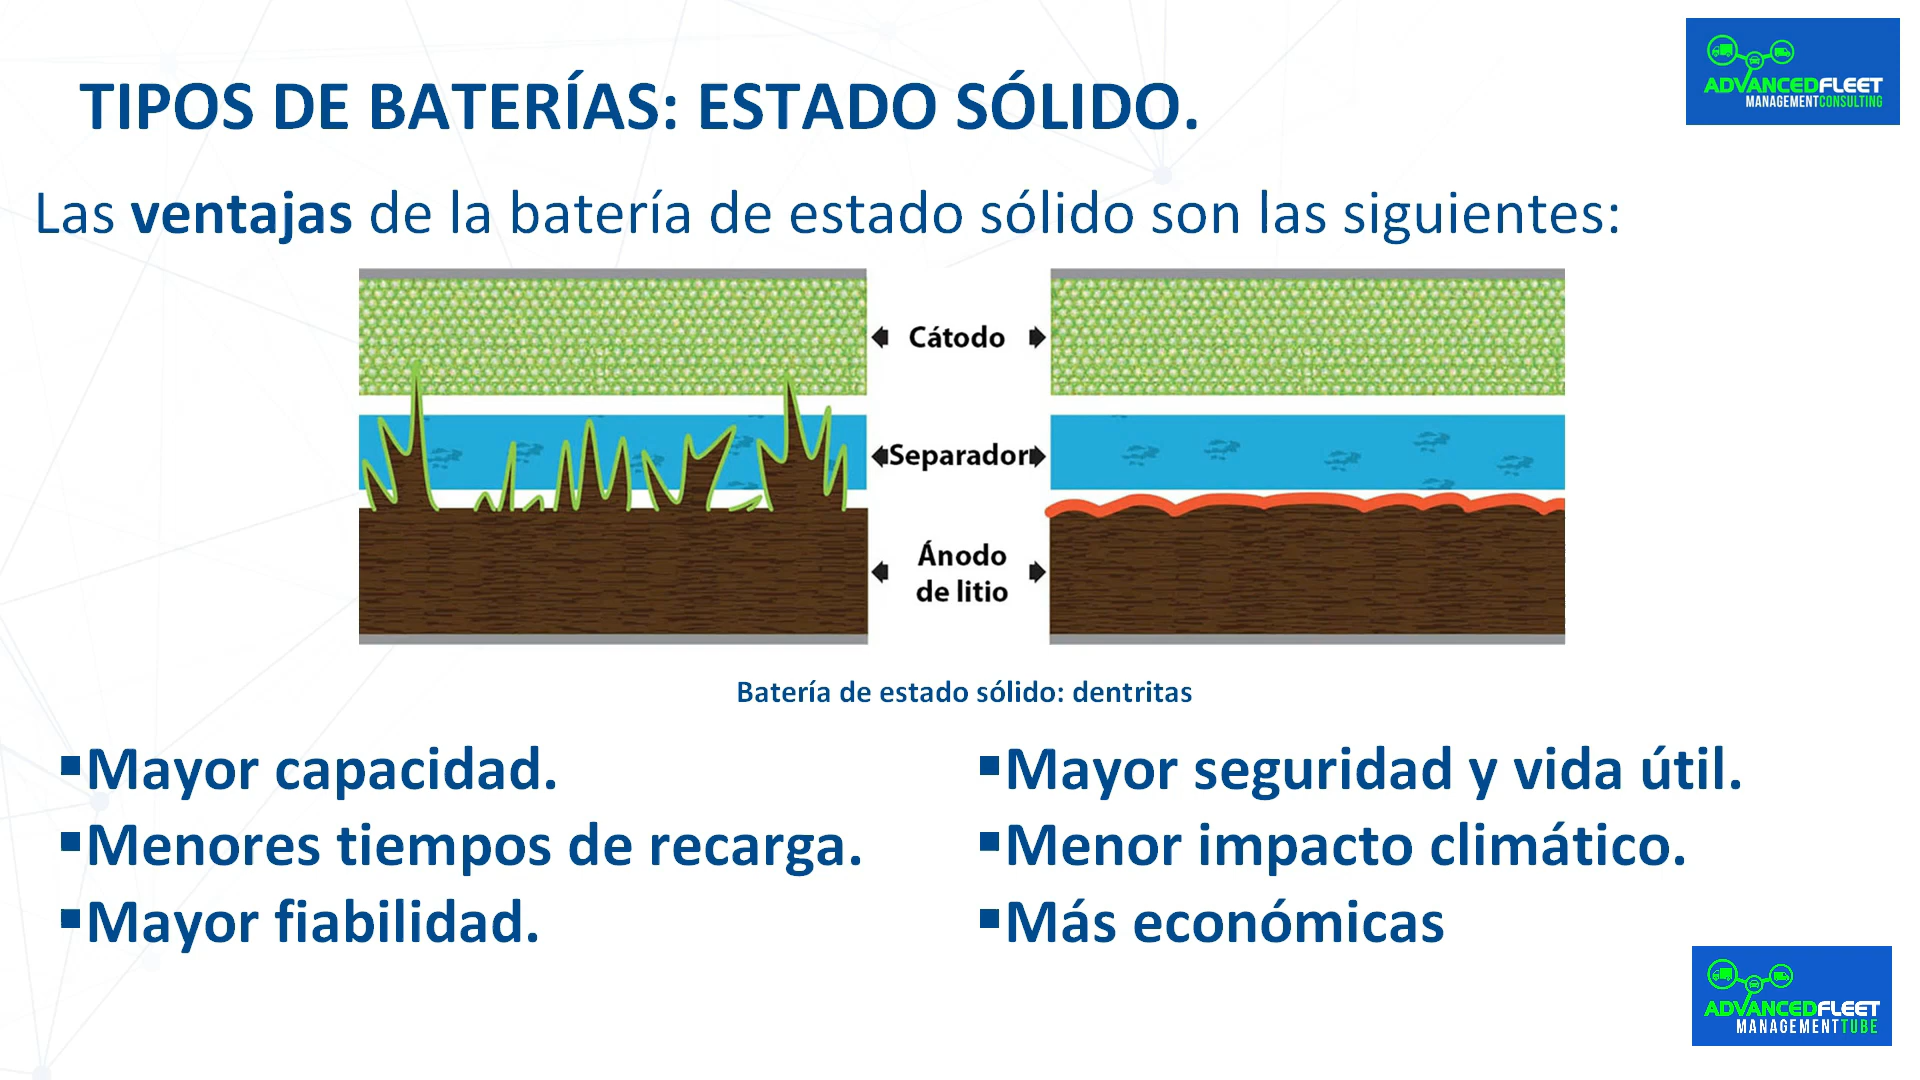 TIPOS DE BATERÍAS: ESTADO SÓLIDO.
ADVANCEDFLEET
MANAGEMENTCONSULTING
Las ventajas de la batería de estado sólido son las siguientes:
Cátodo
Separador
Ánodo
de litio
Batería de estado sólido: dentritas
▪Mayor capacidad.
▪Menores tiempos de recarga.
▪Mayor fiabilidad.
▪Mayor seguridad y vida útil.
▪Menor impacto climático.
▪Más económicas
ADVANCEDFLEET
MANAGEMENTTUBE